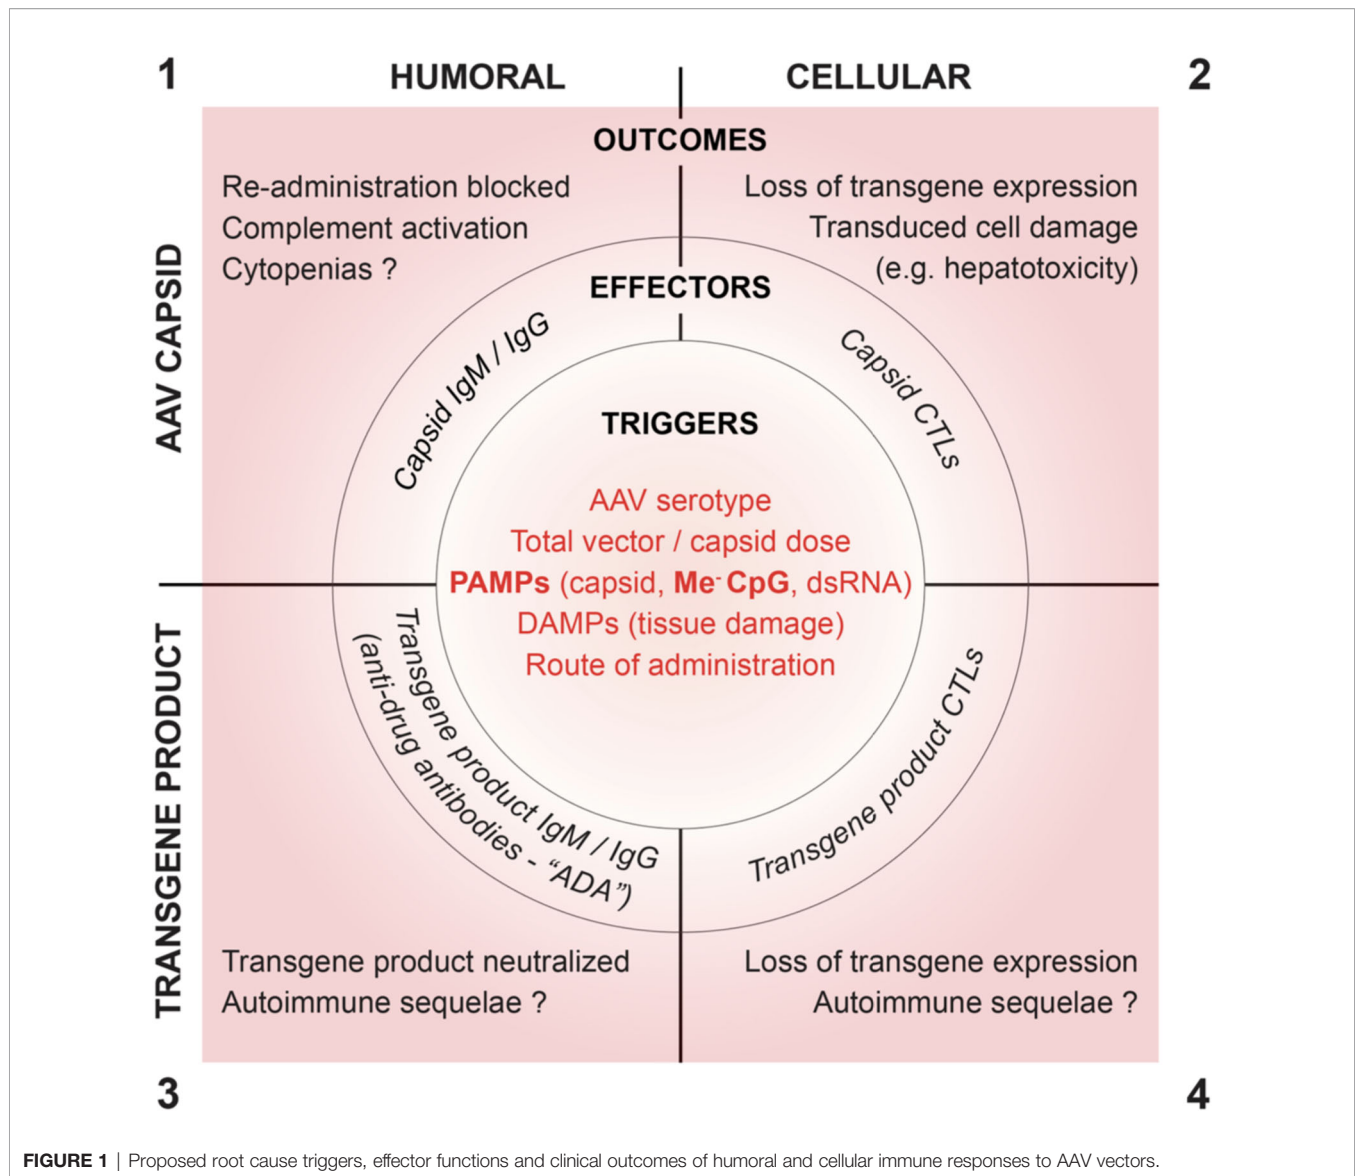 1
HUMORAL
CELLULAR
2
OUTCOMES
Re-administration blocked
Complement activation
Cytopenias ?
Loss of transgene expression
Transduced cell damage
(e.g. hepatotoxicity)
AAV CAPSID
EFFECTORS
Capsid IgM / IgG
Capsid CTLs
TRIGGERS
AAV serotype
Total vector / capsid dose
PAMPs (capsid, Me⁻ CpG, dsRNA)
DAMPs (tissue damage)
Route of administration
TRANSGENE PRODUCT
Transgene product IgM / IgG
(anti-drug antibodies - “ADA”)
Transgene product CTLs
Transgene product neutralized
Autoimmune sequelae ?
Loss of transgene expression
Autoimmune sequelae ?
3
4
FIGURE 1 | Proposed root cause triggers, effector functions and clinical outcomes of humoral and cellular immune responses to AAV vectors.